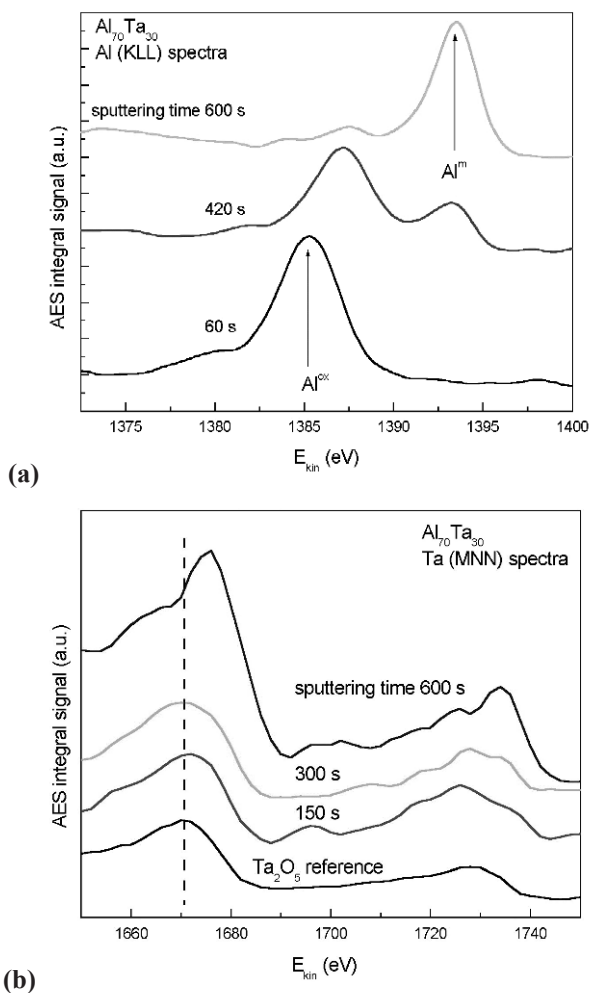 Al₇₀Ta₃₀
Al (KLL) spectra
sputtering time 600 s
Alᵐ
420 s
60 s
Alᵒˣ
AES integral signal (a.u.)
1375 1380 1385 1390 1395 1400
E_kin (eV)
(a)
Al₇₀Ta₃₀
Ta (MNN) spectra
sputtering time 600 s
300 s
150 s
Ta₂O₅ reference
AES integral signal (a.u.)
1660 1680 1700 1720 1740
E_kin (eV)
(b)